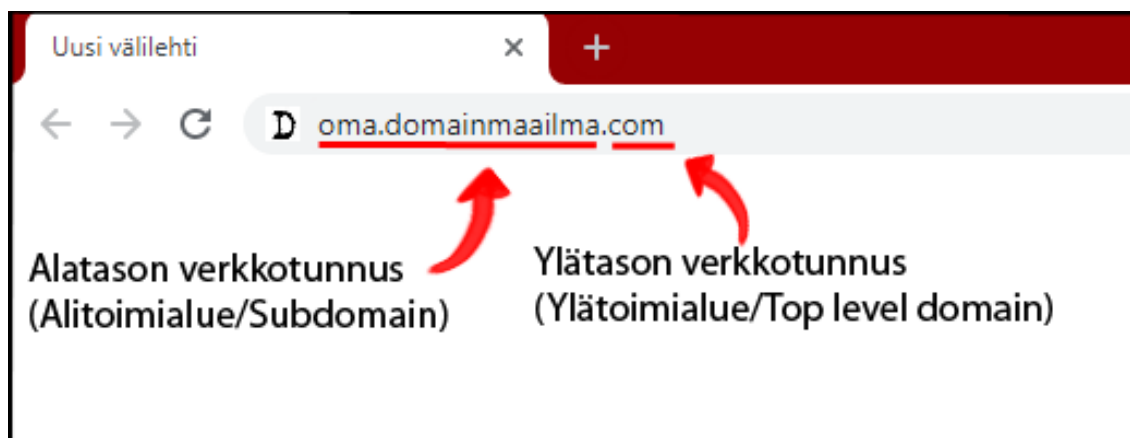 Uusi välilehti
D oma.domainmaailma.com
Alatason verkkotunnus
(Alitoimialue/Subdomain)
Ylätason verkkotunnus
(Ylätoimialue/Top level domain)